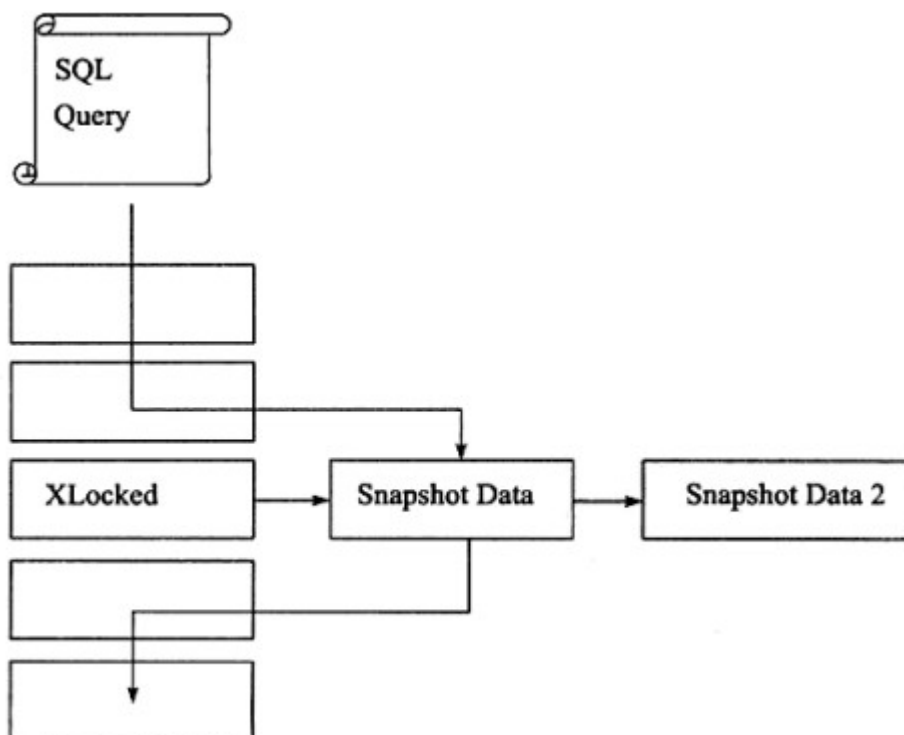 SQL
Query
XLocked
Snapshot Data
Snapshot Data 2